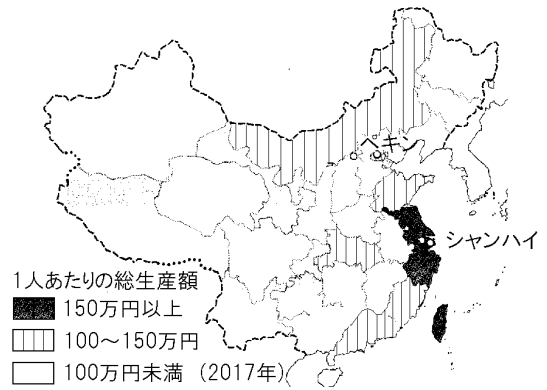 ペキン
シャンハイ
1人あたりの総生産額
150万円以上
100～150万円
100万円未満 (2017年)